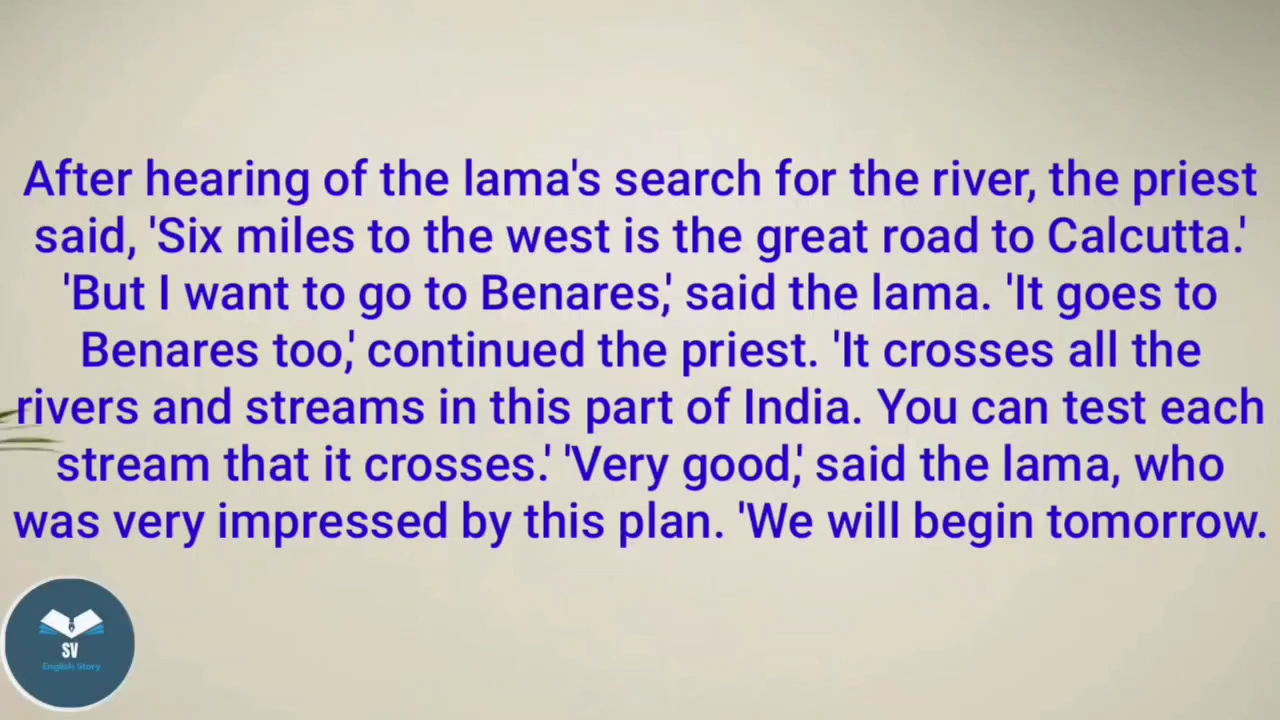 After hearing of the lama's search for the river, the priest
said, 'Six miles to the west is the great road to Calcutta.'
'But I want to go to Benares,' said the lama. 'It goes to
Benares too,' continued the priest. 'It crosses all the
rivers and streams in this part of India. You can test each
stream that it crosses.' 'Very good,' said the lama, who
was very impressed by this plan. 'We will begin tomorrow.
SV
English Story